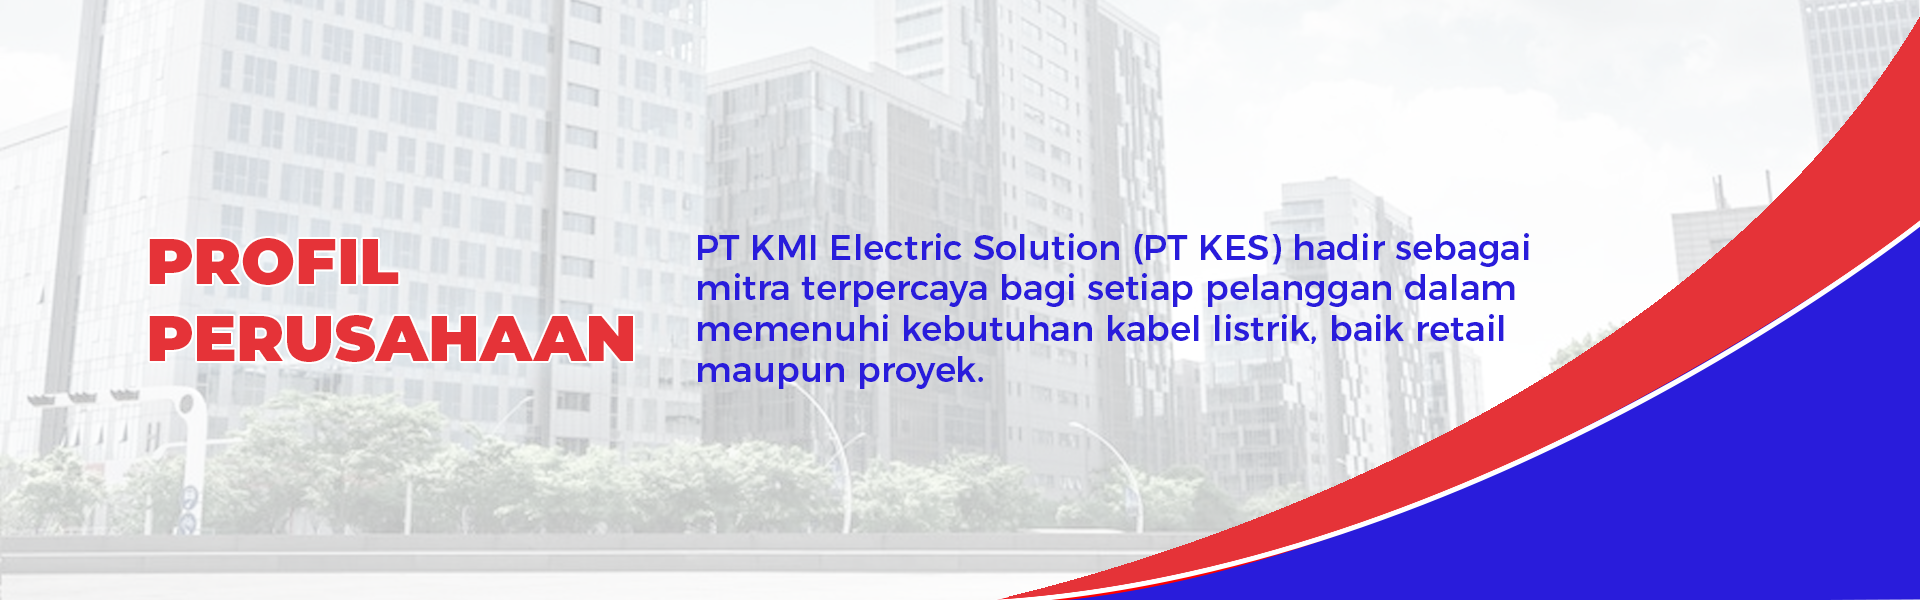 PROFIL
PERUSAHAAN
PT KMI Electric Solution (PT KES) hadir sebagai
mitra terpercaya bagi setiap pelanggan dalam
memenuhi kebutuhan kabel listrik, baik retail
maupun proyek.